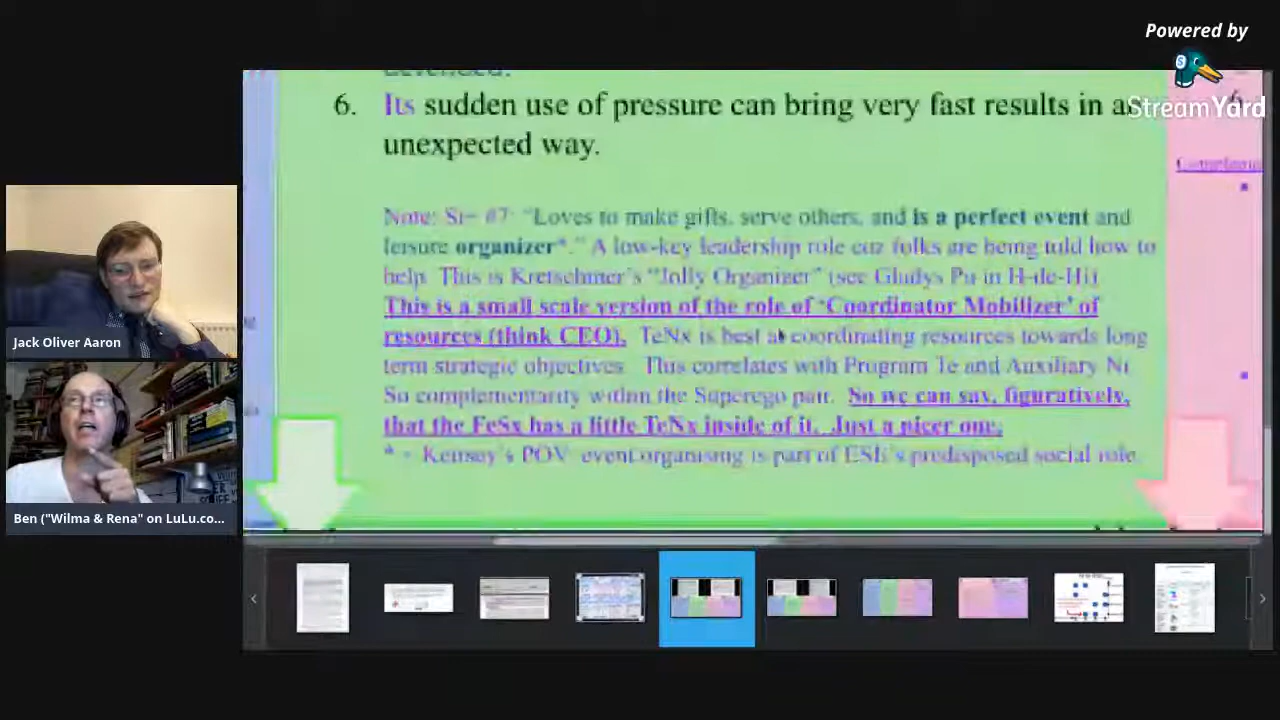 Powered by
StreamYard
developed.
6. Its sudden use of pressure can bring very fast results in an
unexpected way.
Note: "Loves to make gifts, serve others, and is a perfect event and
leisure organizer*." A low-key leadership role cuz folks are being told how to
help. This is Kretschmer's "Jolly Organizer" (see Gladys Pu in H-de-Hi)
This is a small scale version of the role of 'Coordinator Mobilizer' of
resources (think CEO). TeNx is best at coordinating resources towards long
term strategic objectives. This correlates with Program Te and Auxiliary Ni
So complementarity within the Superego pair. So we can say, figuratively,
that the FeSx has a little TeNx inside of it. Just a nicer one.
POV event organising is part of predisposed social role
6.
Jack Oliver Aaron
Ben ("Wilma & Rena" on LuLu.co...